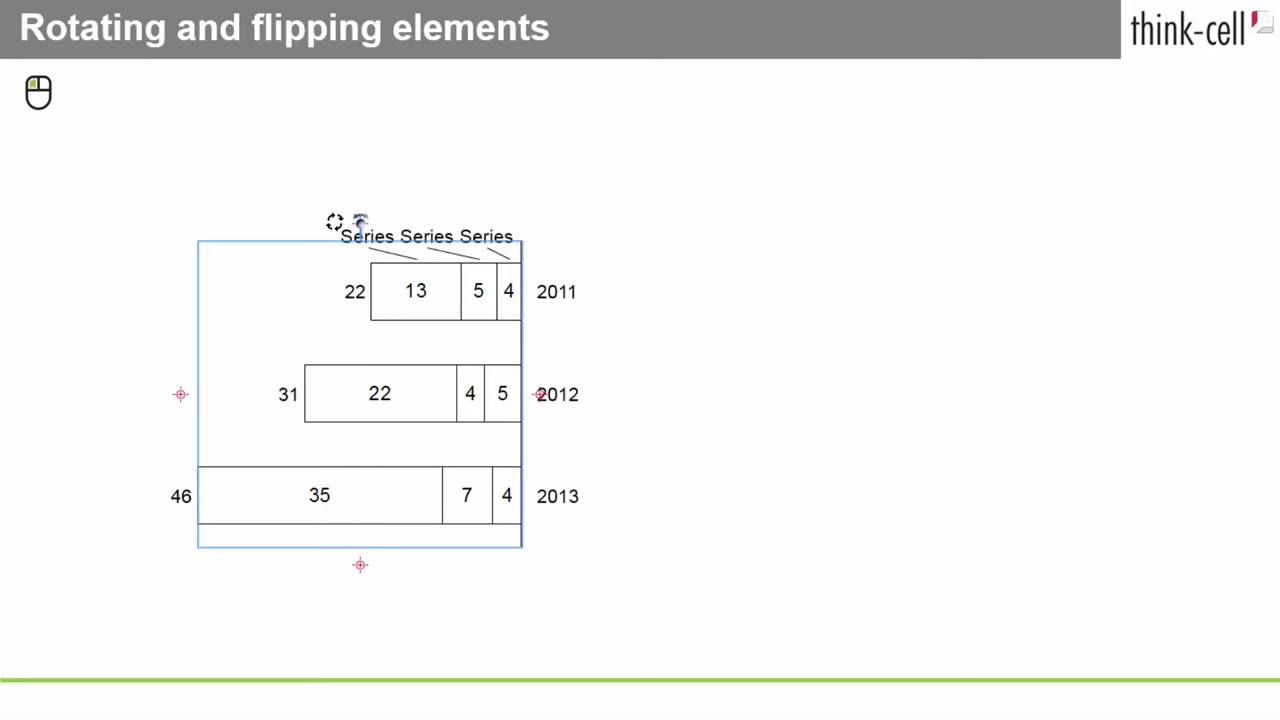 Rotating and flipping elements
think-cell
Series Series Series
22 13 5 4 2011
31 22 4 5 2012
46 35 7 4 2013